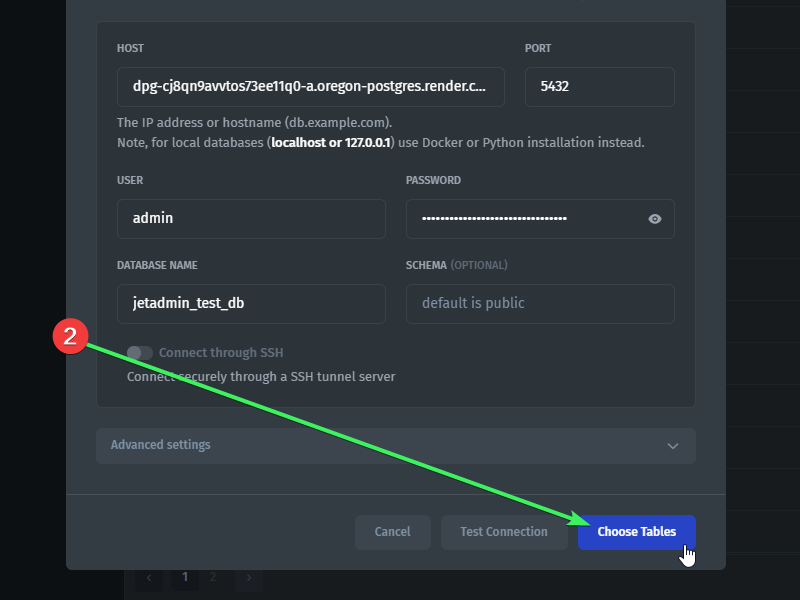 HOST PORT
dpg-cj8qn9avvtos73ee11q0-a.oregon-postgres.render.c... 5432
The IP address or hostname (db.example.com).
Note, for local databases (localhost or 127.0.0.1) use Docker or Python installation instead.
USER PASSWORD
admin ••••••••••••••••••••••••••••••••
DATABASE NAME SCHEMA (OPTIONAL)
jetadmin_test_db default is public
2
Connect through SSH
Connect securely through a SSH tunnel server
Advanced settings
Cancel Test Connection Choose Tables
‹ 1 2 ›